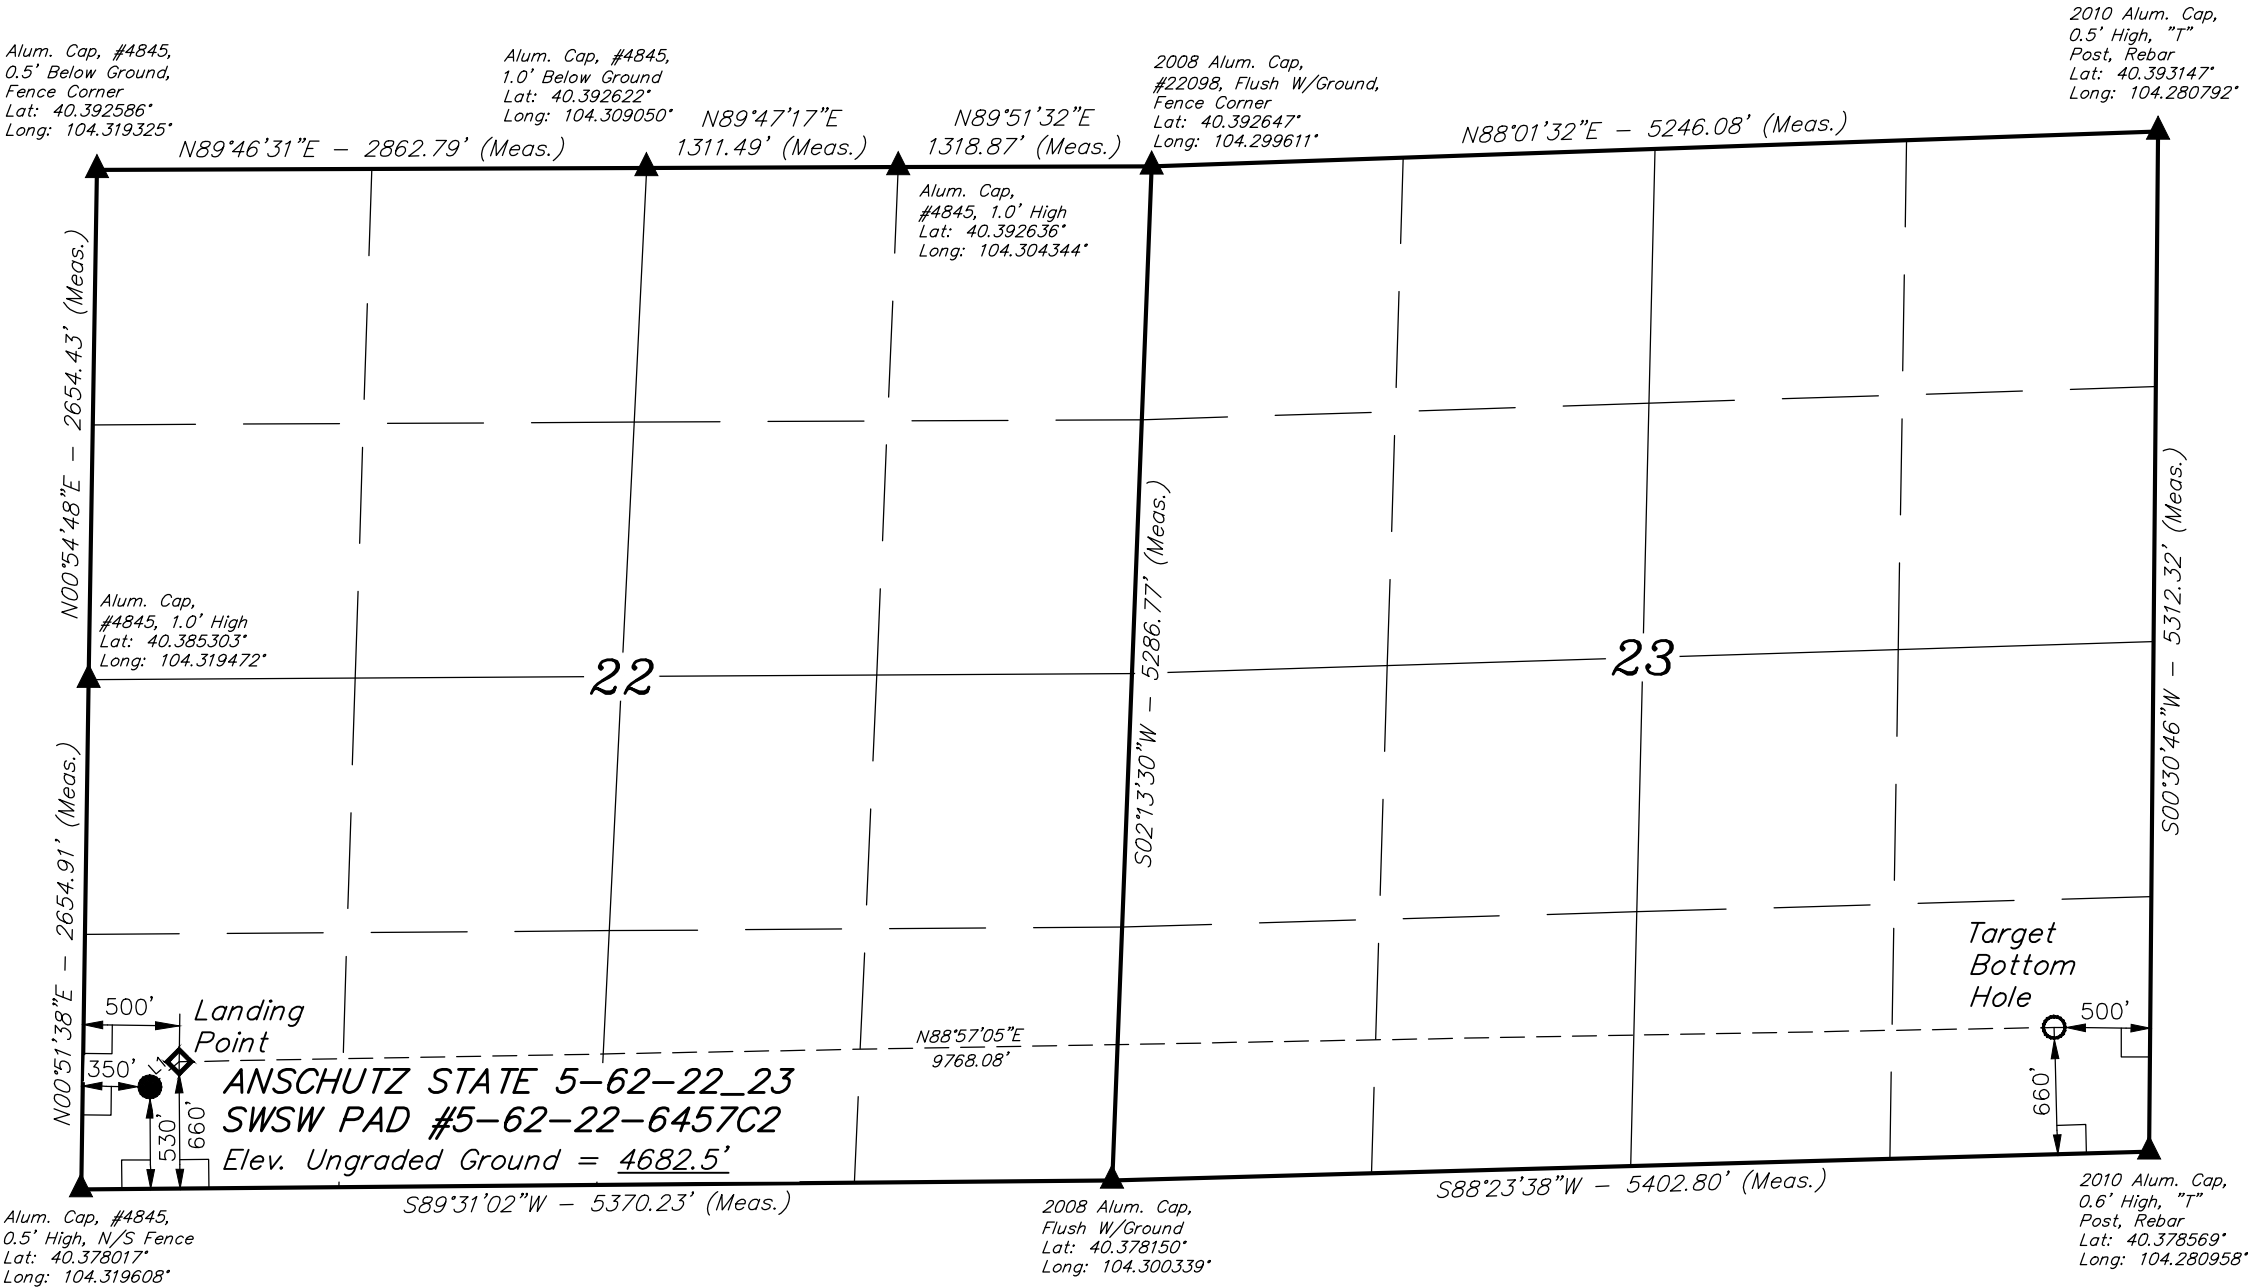 2010 Alum. Cap,
0.5' High, "T"
Post, Rebar
Lat: 40.393147°
Long: 104.280792°
Alum. Cap, #4845,
0.5' Below Ground,
Fence Corner
Lat: 40.392586°
Long: 104.319325°
Alum. Cap, #4845,
1.0' Below Ground
Lat: 40.392622°
Long: 104.309050°
2008 Alum. Cap,
#22098, Flush W/Ground,
Fence Corner
Lat: 40.392647°
Long: 104.299611°
N89°46'31"E - 2862.79' (Meas.)
N89°47'17"E
1311.49' (Meas.)
N89°51'32"E
1318.87' (Meas.)
N88°01'32"E - 5246.08' (Meas.)
Alum. Cap,
#4845, 1.0' High
Lat: 40.392636°
Long: 104.304344°
N00°54'48"E - 2654.43' (Meas.)
Alum. Cap,
#4845, 1.0' High
Lat: 40.385303°
Long: 104.319472°
22
S02°13'30"W - 5286.77' (Meas.)
23
S00°30'46"W - 5312.32' (Meas.)
N00°51'38"E - 2654.91' (Meas.)
Target
Bottom
Hole
500'
660'
500'
Landing
Point
L1
350'
530'
660'
N88°57'05"E
9768.08'
ANSCHUTZ STATE 5-62-22_23
SWSW PAD #5-62-22-6457C2
Elev. Ungraded Ground = 4682.5'
S89°31'02"W - 5370.23' (Meas.)
S88°23'38"W - 5402.80' (Meas.)
Alum. Cap, #4845,
0.5' High, N/S Fence
Lat: 40.378017°
Long: 104.319608°
2008 Alum. Cap,
Flush W/Ground
Lat: 40.378150°
Long: 104.300339°
2010 Alum. Cap,
0.6' High, "T"
Post, Rebar
Lat: 40.378569°
Long: 104.280958°